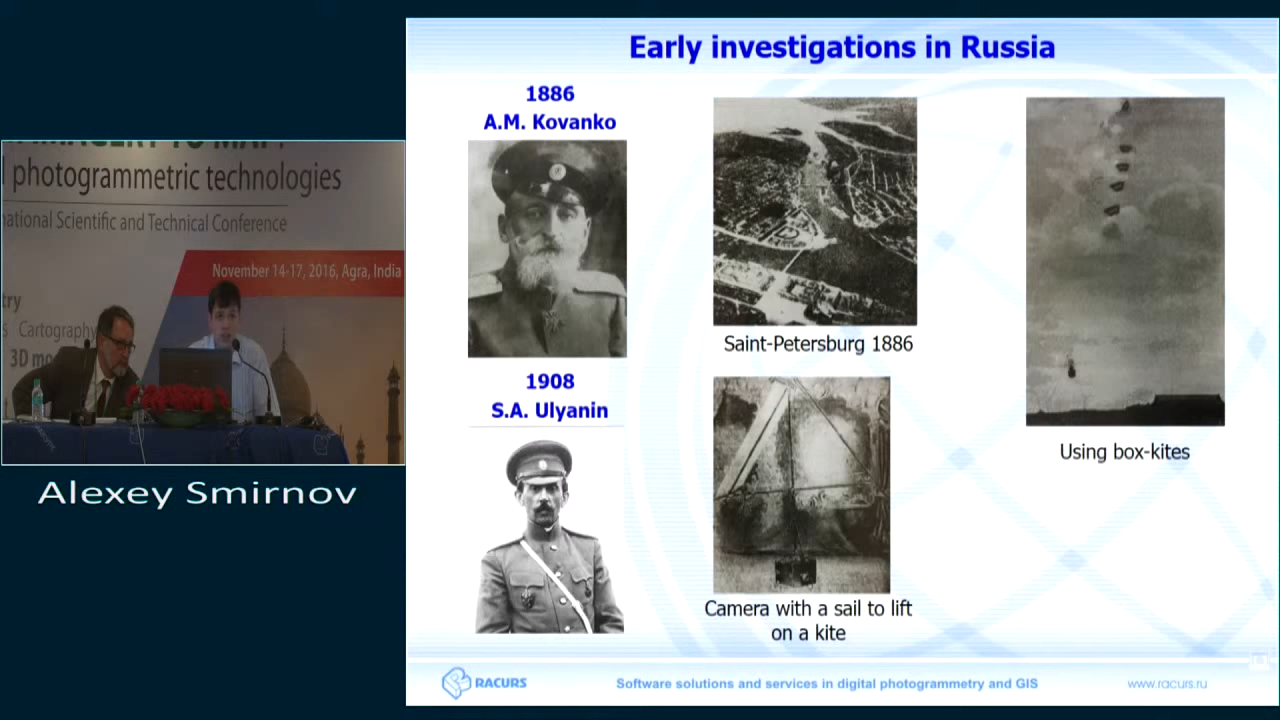 photogrammetric technologies
Scientific and Technical Conference
November 14-17, 2016, Agra, India
Cartography
3D
Alexey Smirnov
Early investigations in Russia
1886
A.M. Kovanko
1908
S.A. Ulyanin
Saint-Petersburg 1886
Camera with a sail to lift
on a kite
Using box-kites
RACURS
Software solutions and services in digital photogrammetry and GIS
www.racurs.ru